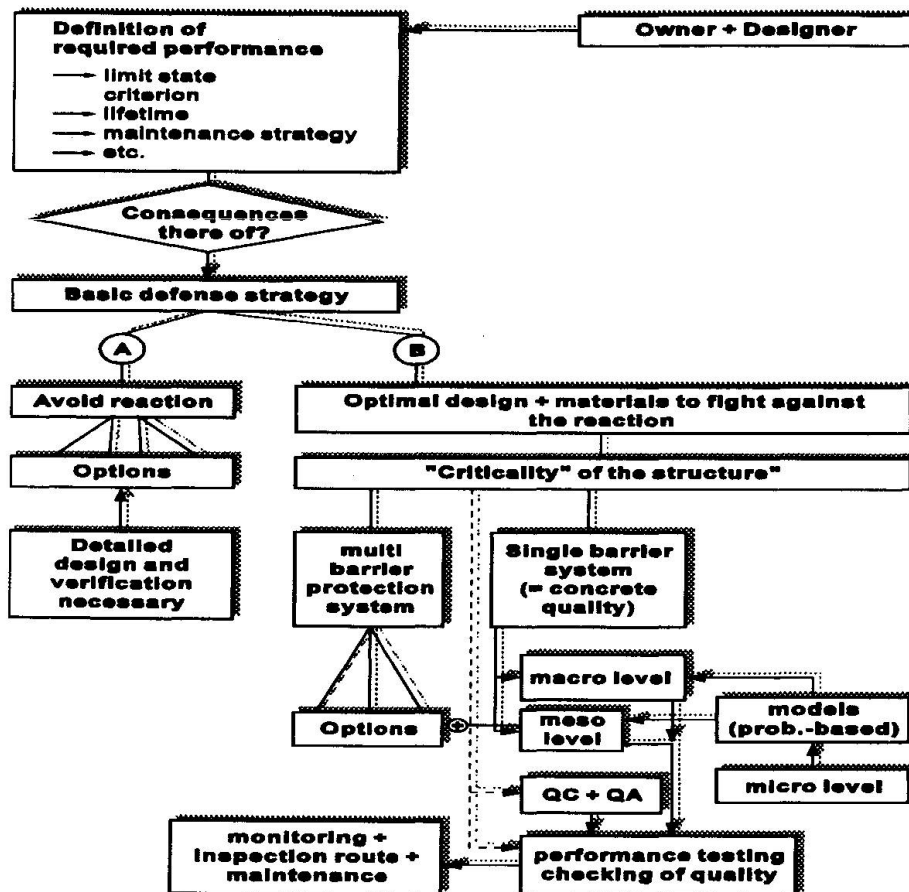 Definition of
required performance
limit state
criterion
lifetime
maintenance strategy
etc.
Owner + Designer
Consequences
there of?
Basic defense strategy
A
B
Avoid reaction
Optimal design + materials to fight against
the reaction
Options
"Criticality" of the structure"
Detailed
design and
verification
necessary
multi
barrier
protection
system
Single barrier
system
(= concrete
quality)
macro level
Options
+
meso
level
models
(prob.-based)
micro level
QC + QA
monitoring +
inspection route +
maintenance
performance testing
checking of quality